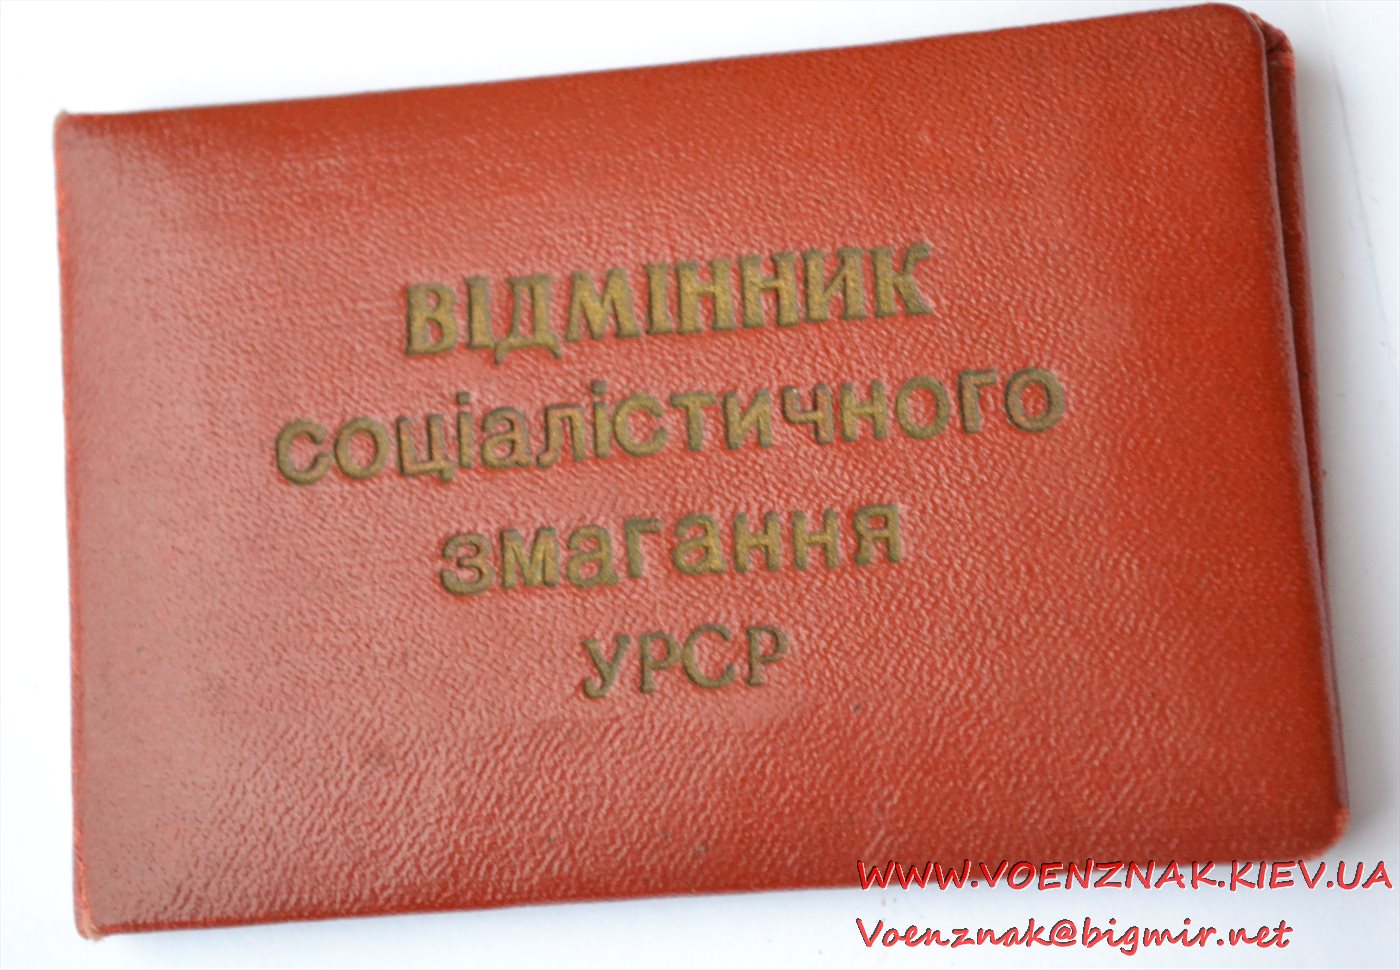 ВІДМІННИК
соціалістичного
змагання
УРСР
WWW.VOENZNAK.KIEV.UA
Voenznak@bigmir.net